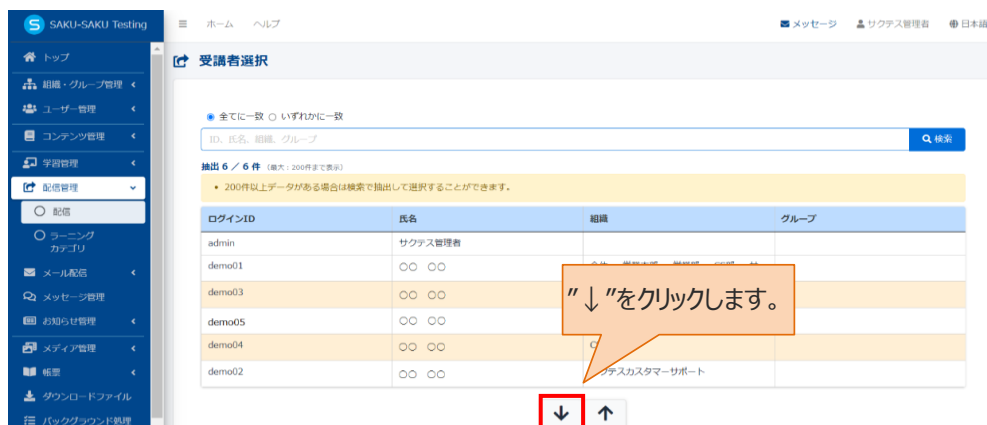 SAKU-SAKU Testing
ホーム ヘルプ
メッセージ サクテス管理者 日本語
トップ
組織・グループ管理
ユーザー管理
コンテンツ管理
学習管理
配信管理
配信
ラーニング
カテゴリ
メール配信
メッセージ管理
お知らせ管理
メディア管理
帳票
ダウンロードファイル
バックグラウンド処理
受講者選択
全てに一致 いずれかに一致
ID、氏名、組織、グループ
検索
抽出 6 / 6 件 (最大：200件まで表示)
• 200件以上データがある場合は検索で抽出して選択することができます。
ログインID 氏名 組織 グループ
admin サクテス管理者
demo01 〇〇 〇〇
demo03 〇〇 〇〇
demo05 〇〇 〇〇
demo04 〇〇 〇〇
demo02 〇〇 〇〇 クテスカスタマーサポート
"↓"をクリックします。
↓ ↑